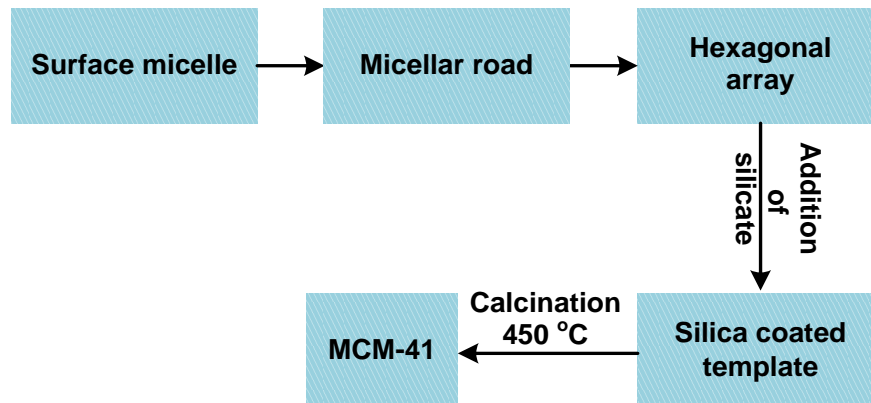 Surface micelle
Micellar road
Hexagonal
array
Addition
of
silicate
Silica coated
template
Calcination
450 °C
MCM-41